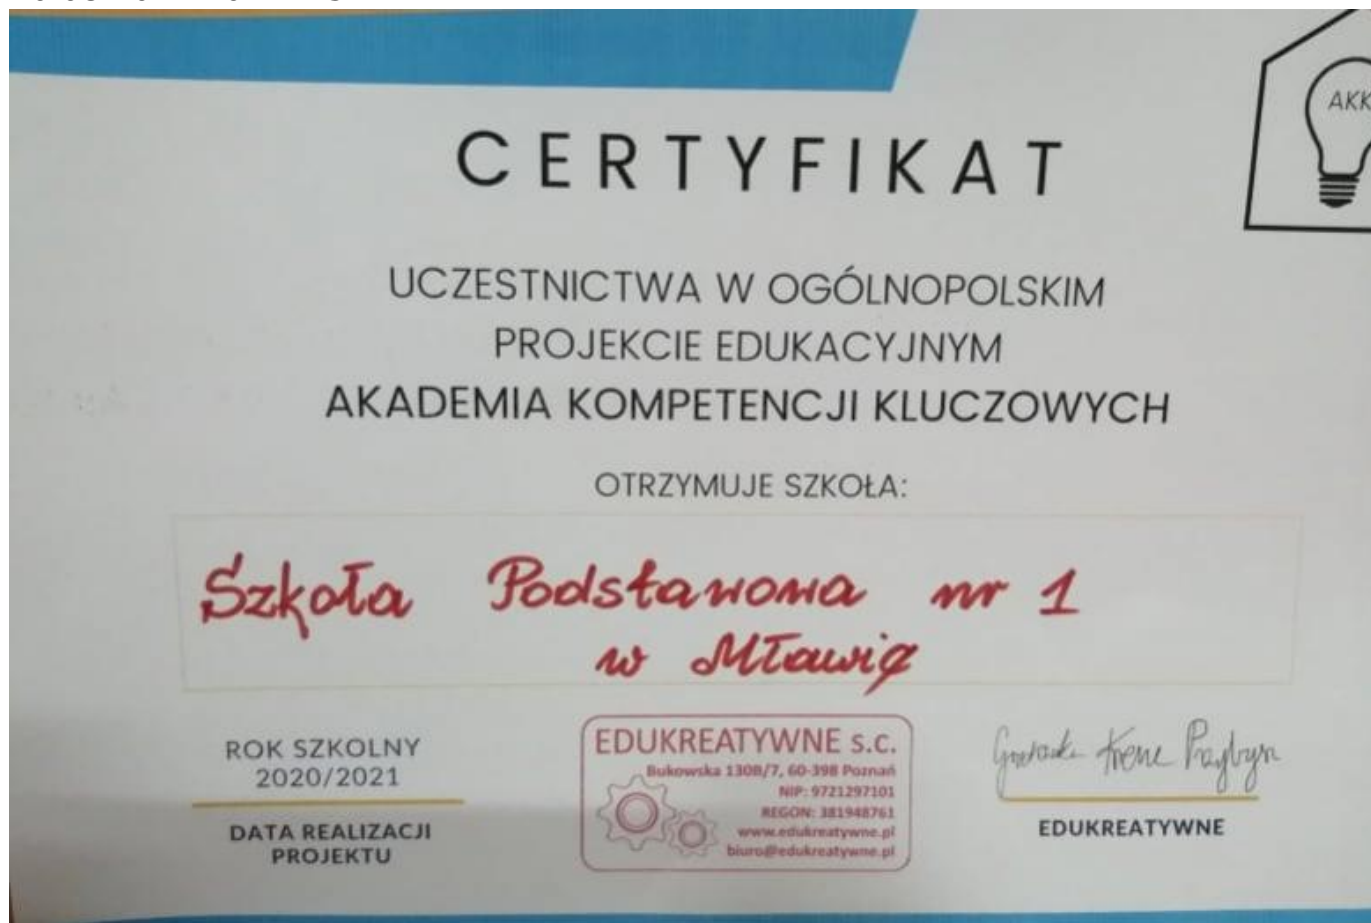 CERTYFIKAT
AKK
UCZESTNICTWA W OGÓLNOPOLSKIM
PROJEKCIE EDUKACYJNYM
AKADEMIA KOMPETENCJI KLUCZOWYCH
OTRZYMUJE SZKOŁA:
Szkoła Podstawowa nr 1
w Mławie
ROK SZKOLNY
2020/2021
DATA REALIZACJI
PROJEKTU
EDUKREATYWNE s.c.
Bukowska 130B/7, 60-398 Poznań
NIP: 9721297101
REGON: 381948761
www.edukreatywne.pl
biuro@edukreatywne.pl
EDUKREATYWNE